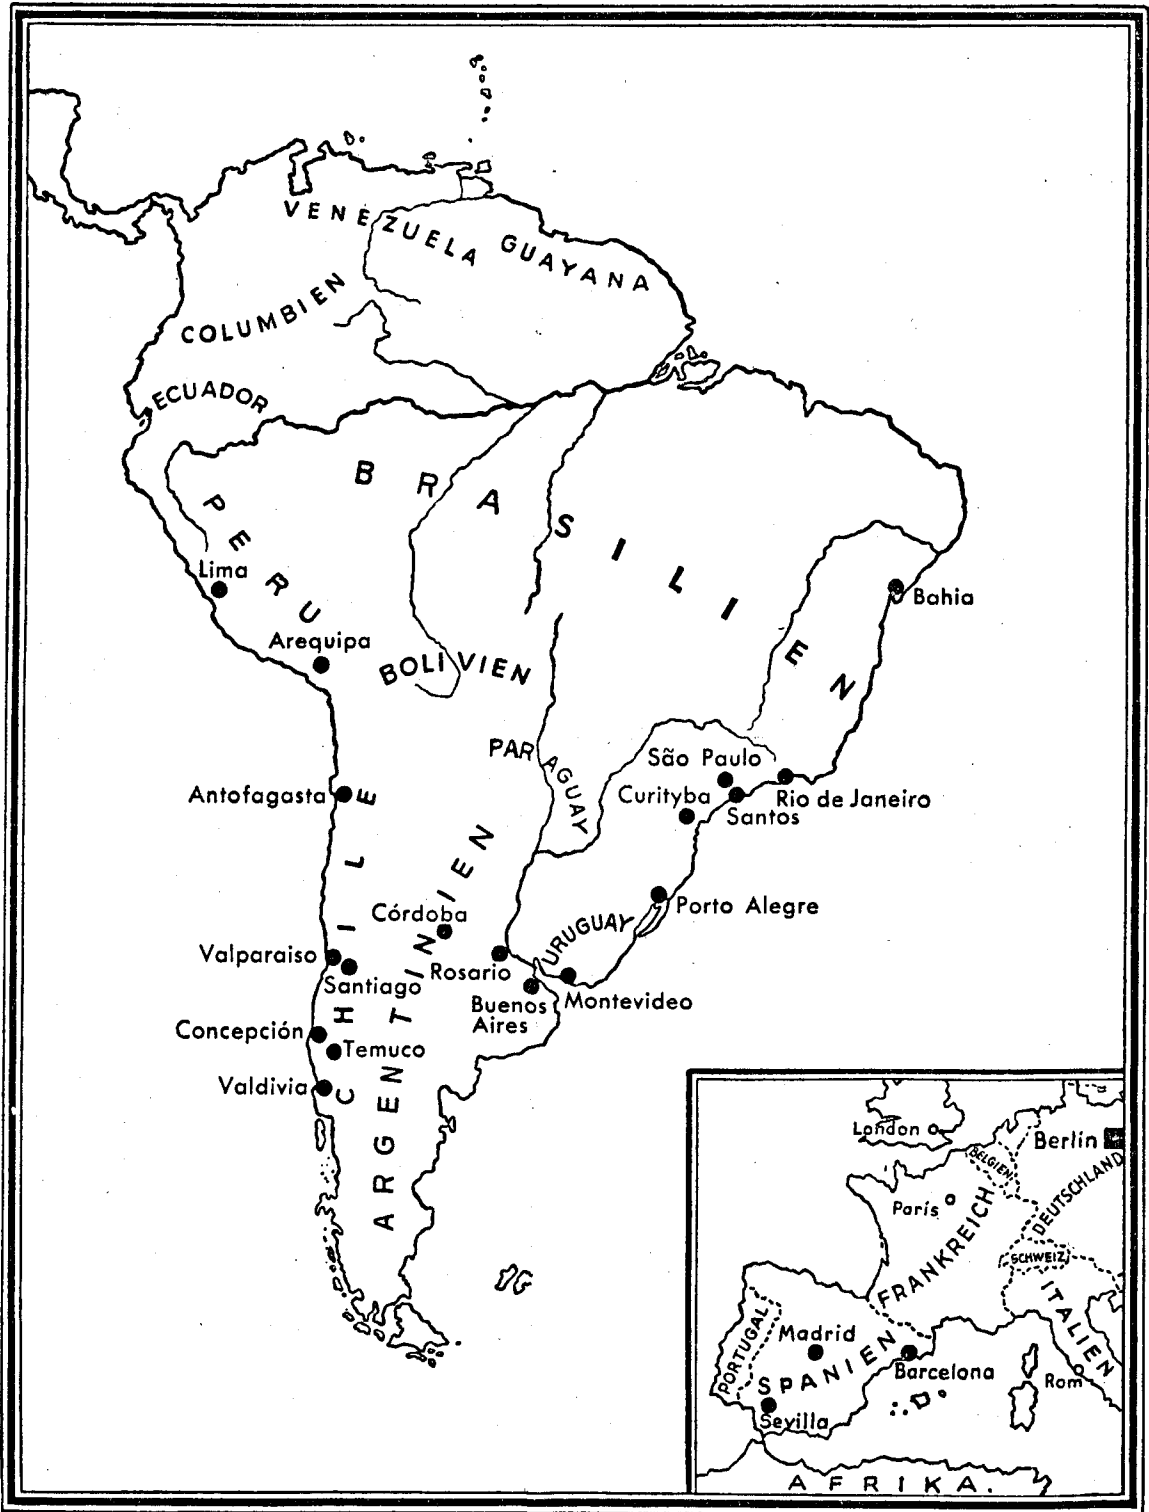 VENEZUELA
GUAYANA
COLUMBIEN
ECUADOR
BRASILIEN
PERU
Lima
Bahia
Arequipa
BOLIVIEN
PARAGUAY
São Paulo
Antofagasta
Curityba
Santos
Rio de Janeiro
CHILE
ARGENTINIEN
Córdoba
Porto Alegre
URUGUAY
Valparaiso
Santiago
Rosario
Buenos
Aires
Montevideo
Concepción
Temuco
Valdivia
London
Berlin
BELGIEN
DEUTSCHLAND
París
FRANKREICH
SCHWEIZ
ITALIEN
PORTUGAL
Madrid
SPANIEN
Barcelona
Rom
Sevilla
AFRIKA.